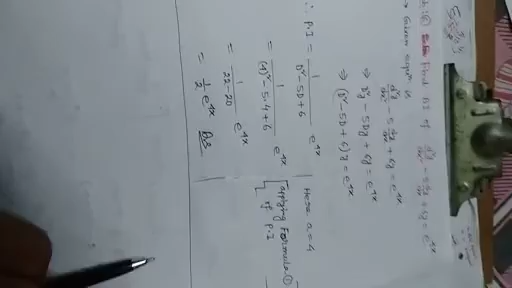 Find P.I of d²y/dx² - 5 dy/dx + 6y = e^4x
→ Given eqn is
d²y/dx² - 5 dy/dx + 6y = e^4x
⇒ D²y - 5Dy + 6y = e^4x
⇒ (D² - 5D + 6)y = e^4x
∴ P.I = 1/(D² - 5D + 6) e^4x | Here a = 4
= 1/((4)² - 5·4 + 6) e^4x [applying Formula ① of P.I
= 1/(22 - 20) e^4x
= 1/2 e^4x Ans